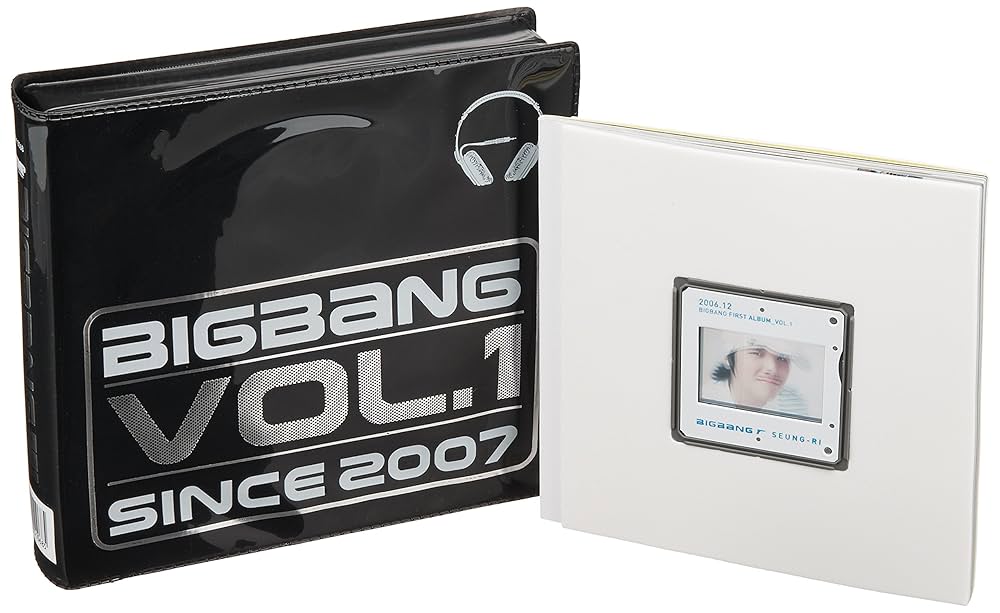 BIGBANG
VOL.1
SINCE 2007
2006.12
BIGBANG FIRST ALBUM_VOL.1
BIGBANG r SEUNG-RI